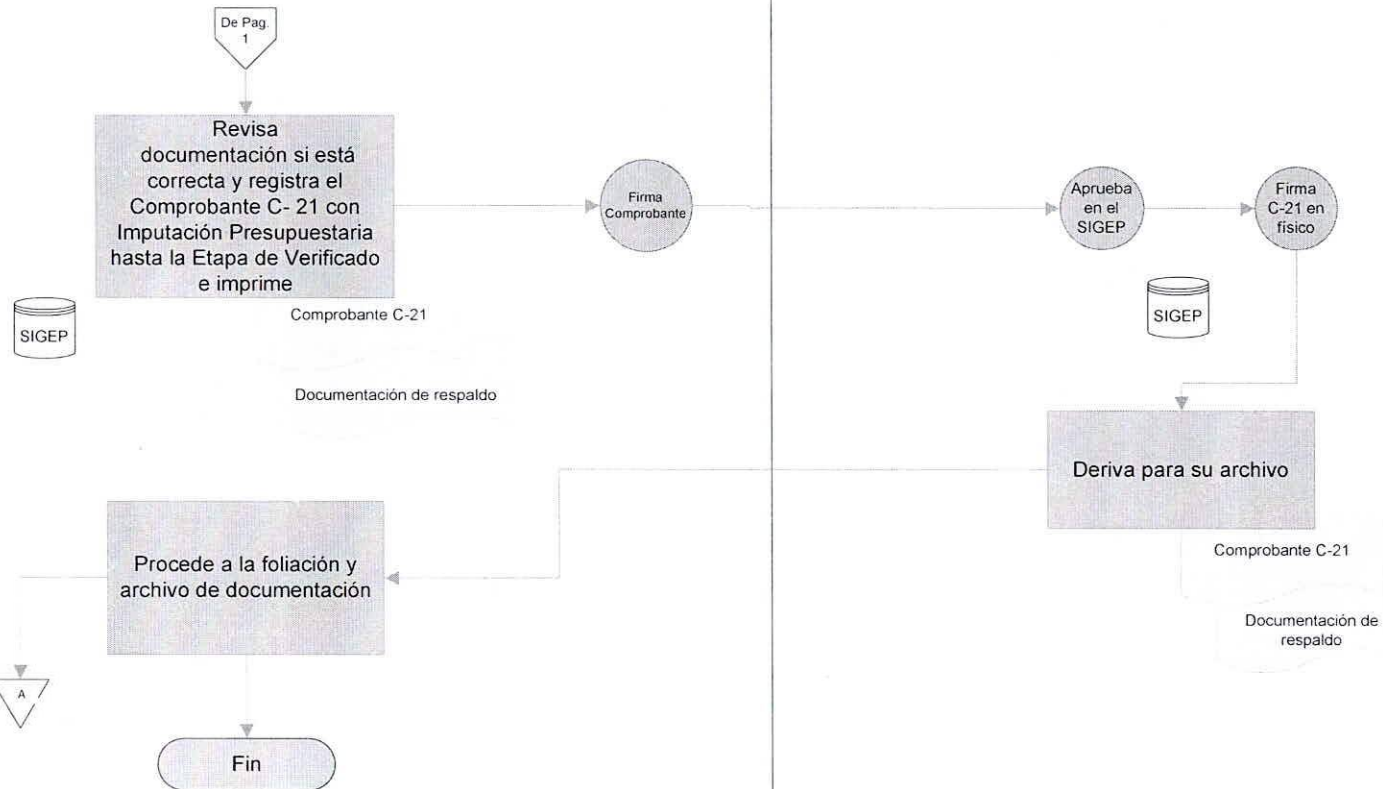 De Pag.
1
Revisa
documentación si está
correcta y registra el
Comprobante C- 21 con
Imputación Presupuestaria
hasta la Etapa de Verificado
e imprime
Firma
Comprobante
Aprueba
en el
SIGEP
Firma
C-21 en
físico
SIGEP
Comprobante C-21
Documentación de respaldo
SIGEP
Deriva para su archivo
Comprobante C-21
Documentación de
respaldo
Procede a la foliación y
archivo de documentación
A
Fin